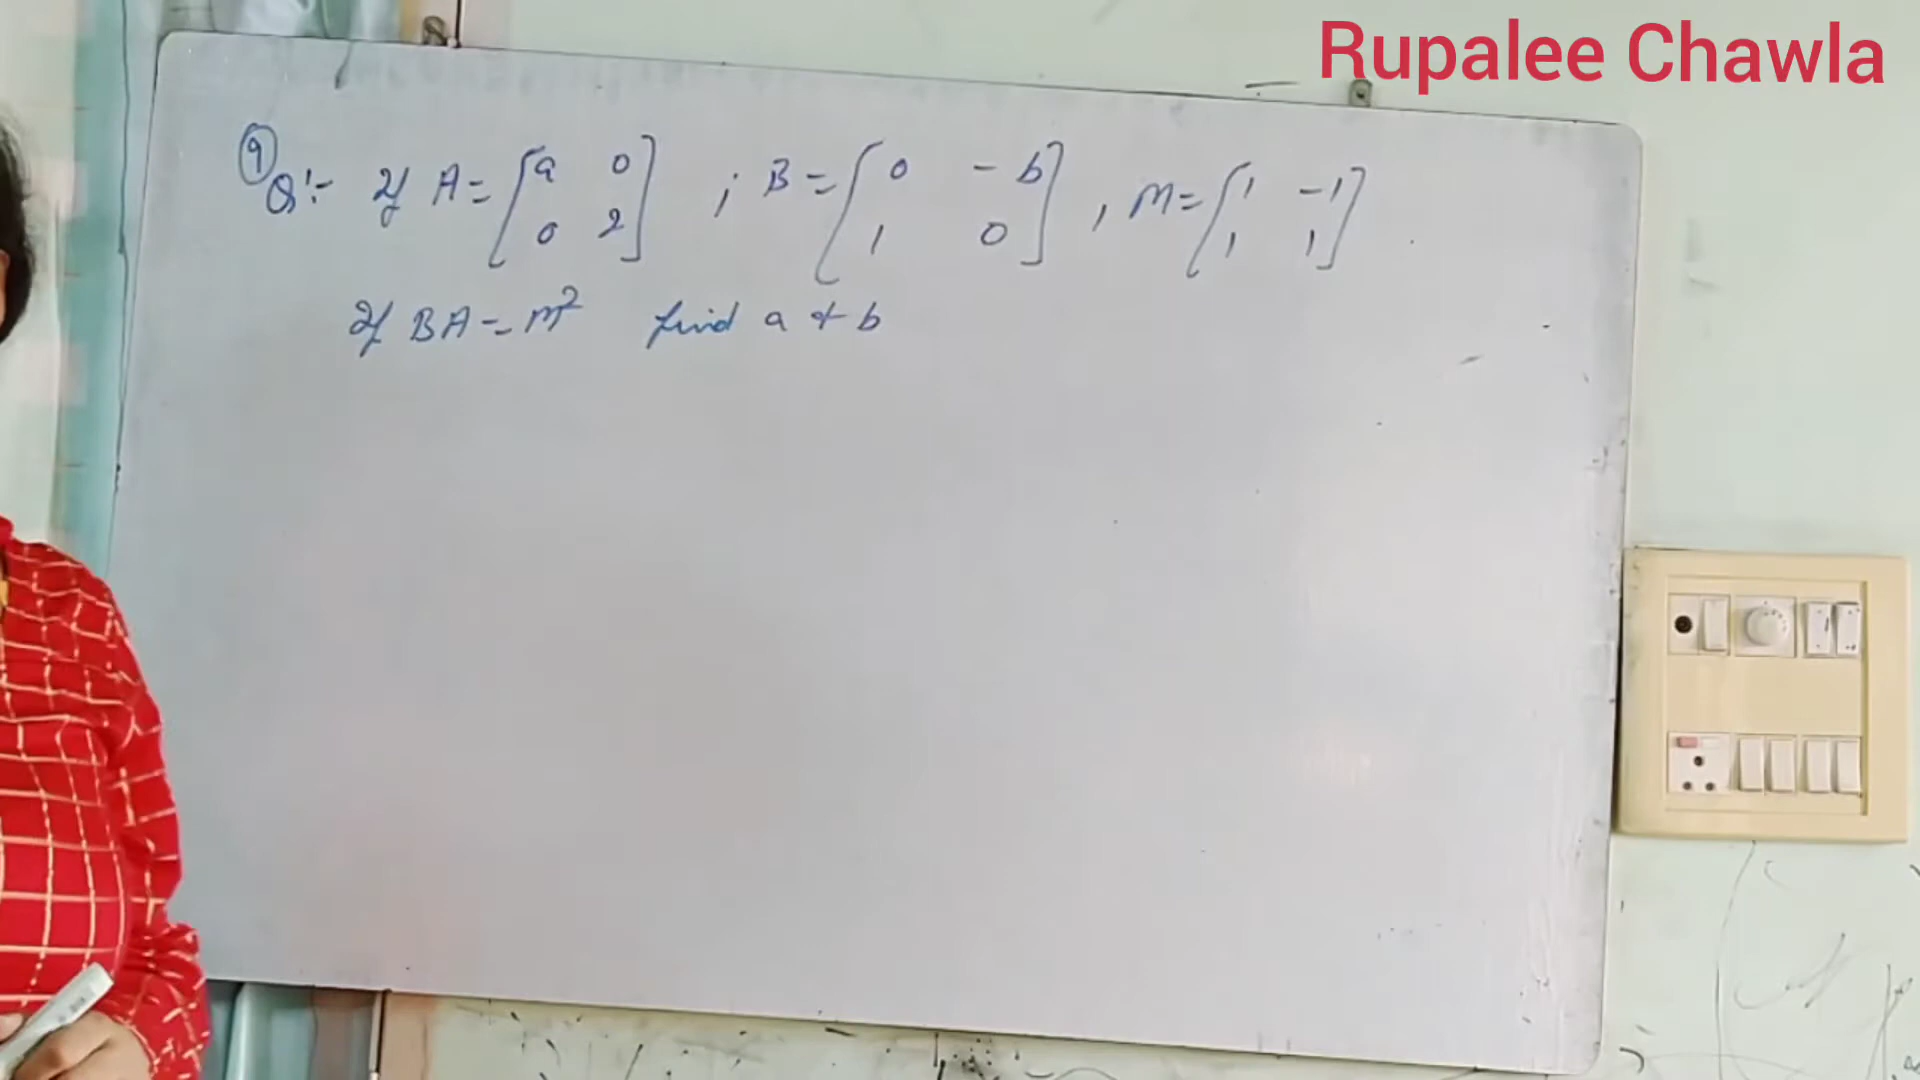 Rupalee Chawla
(9) Q:- If A = [a 0; 0 2] ; B = [0 -b; 1 0] , M = [1 -1; 1 1]
If BA = M² find a & b